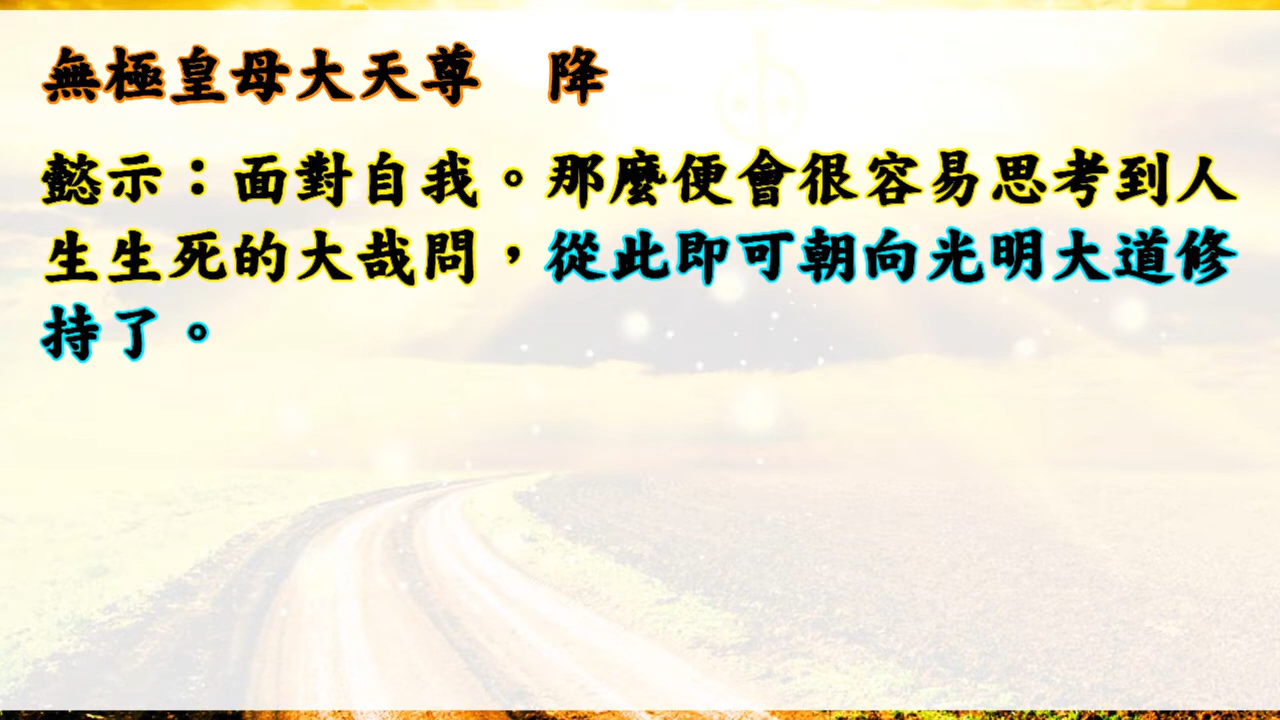 無極皇母大天尊　降
懿示：面對自我。那麼便會很容易思考到人
生生死的大哉問，從此即可朝向光明大道修
持了。